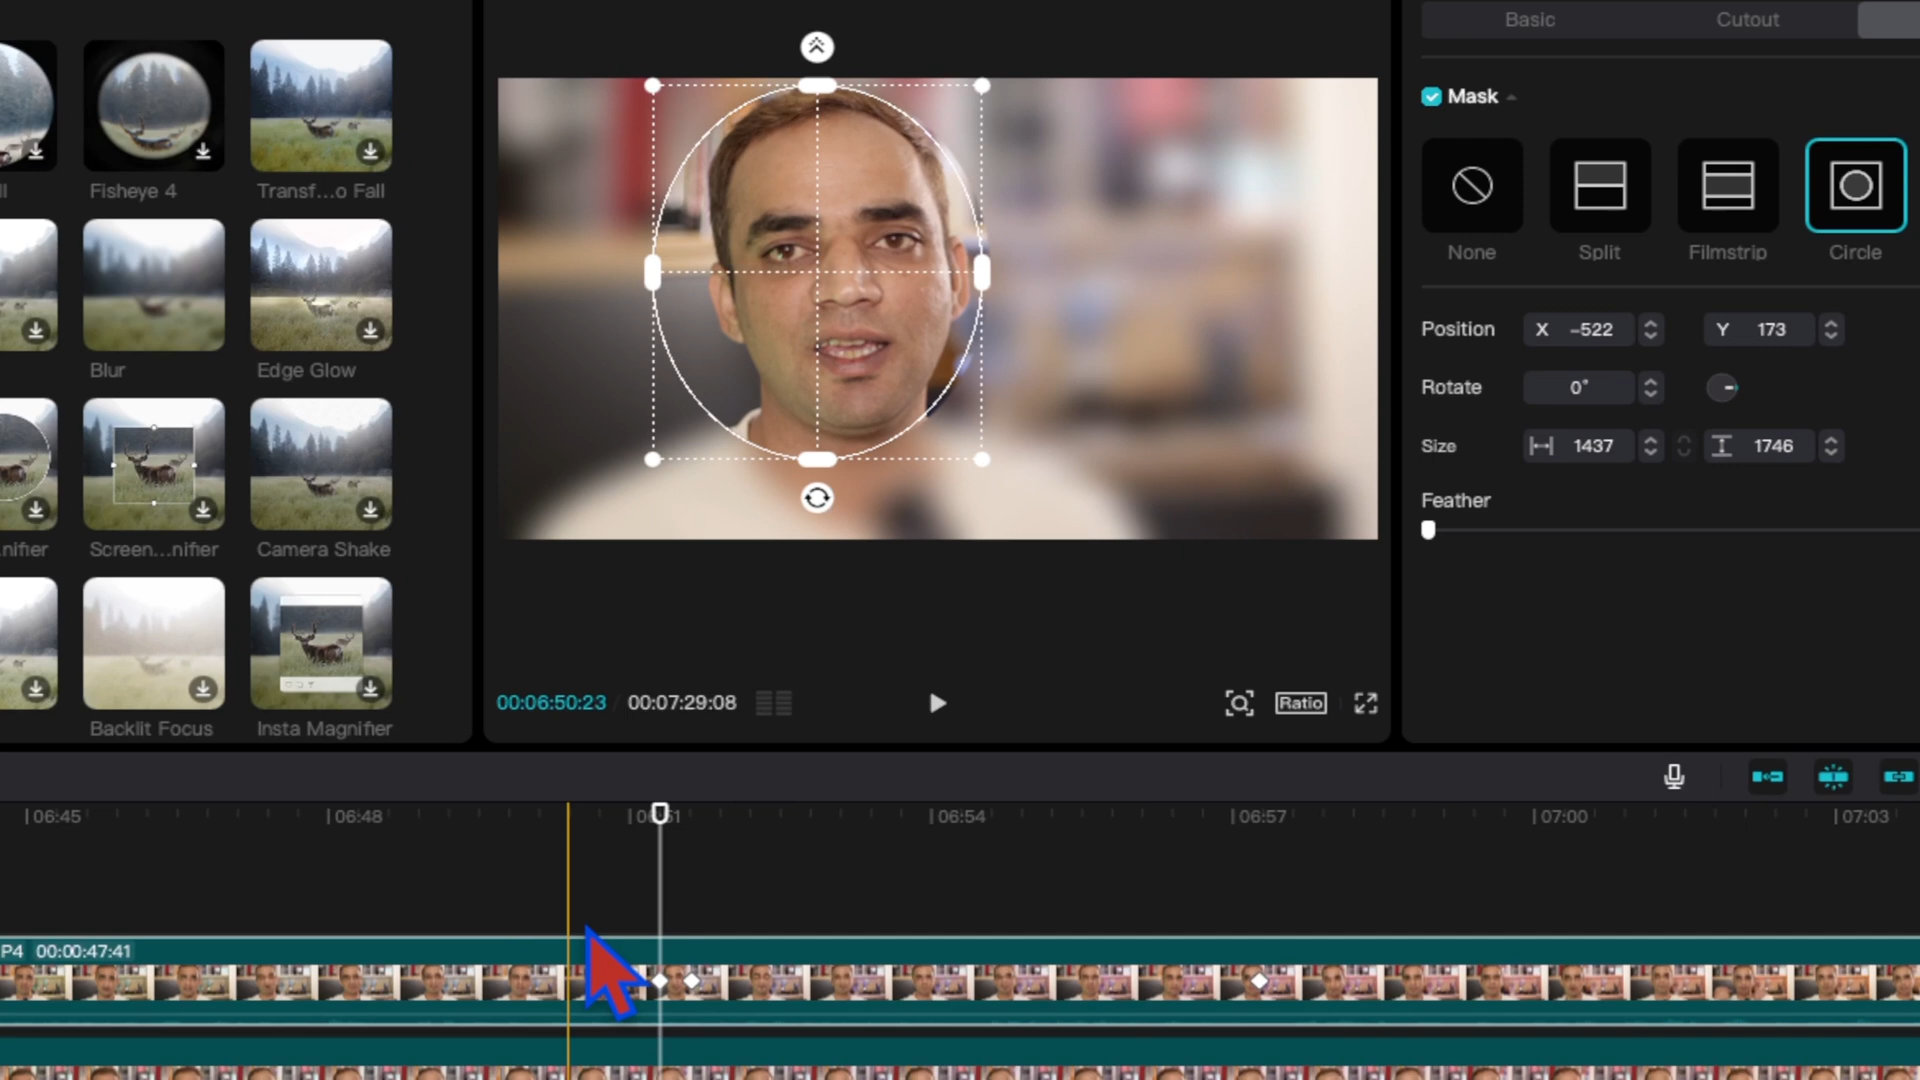 Basic
Cutout
Mask
ll
Fisheye 4
Transf...o Fall
None
Split
Filmstrip
Circle
Position
X -522
Y 173
Blur
Edge Glow
Rotate
0°
Size
1437
1746
Feather
...nifier
Screen...nifier
Camera Shake
Backlit Focus
Insta Magnifier
00:06:50:23
00:07:29:08
Ratio
06:45
06:48
06:54
06:57
07:00
07:03
P4 00:00:47:41